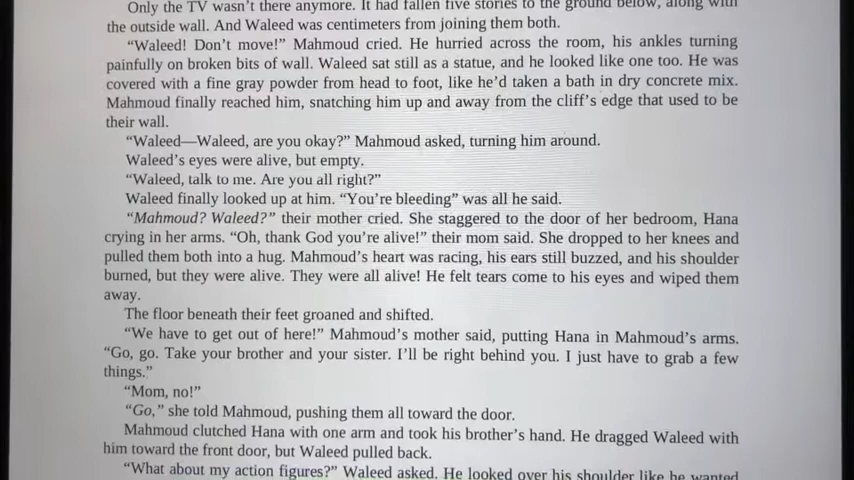 Only the TV wasn’t there anymore. It had fallen five stories to the ground below, along with
the outside wall. And Waleed was centimeters from joining them both.
“Waleed! Don’t move!” Mahmoud cried. He hurried across the room, his ankles turning
painfully on broken bits of wall. Waleed sat still as a statue, and he looked like one too. He was
covered with a fine gray powder from head to foot, like he’d taken a bath in dry concrete mix.
Mahmoud finally reached him, snatching him up and away from the cliff’s edge that used to be
their wall.
“Waleed—Waleed, are you okay?” Mahmoud asked, turning him around.
Waleed’s eyes were alive, but empty.
“Waleed, talk to me. Are you all right?”
Waleed finally looked up at him. “You’re bleeding” was all he said.
“Mahmoud? Waleed?” their mother cried. She staggered to the door of her bedroom, Hana
crying in her arms. “Oh, thank God you’re alive!” their mom said. She dropped to her knees and
pulled them both into a hug. Mahmoud’s heart was racing, his ears still buzzed, and his shoulder
burned, but they were alive. They were all alive! He felt tears come to his eyes and wiped them
away.
The floor beneath their feet groaned and shifted.
“We have to get out of here!” Mahmoud’s mother said, putting Hana in Mahmoud’s arms.
“Go, go. Take your brother and your sister. I’ll be right behind you. I just have to grab a few
things.”
“Mom, no!”
“Go,” she told Mahmoud, pushing them all toward the door.
Mahmoud clutched Hana with one arm and took his brother’s hand. He dragged Waleed with
him toward the front door, but Waleed pulled back.
“What about my action figures?” Waleed asked. He looked over his shoulder like he wanted